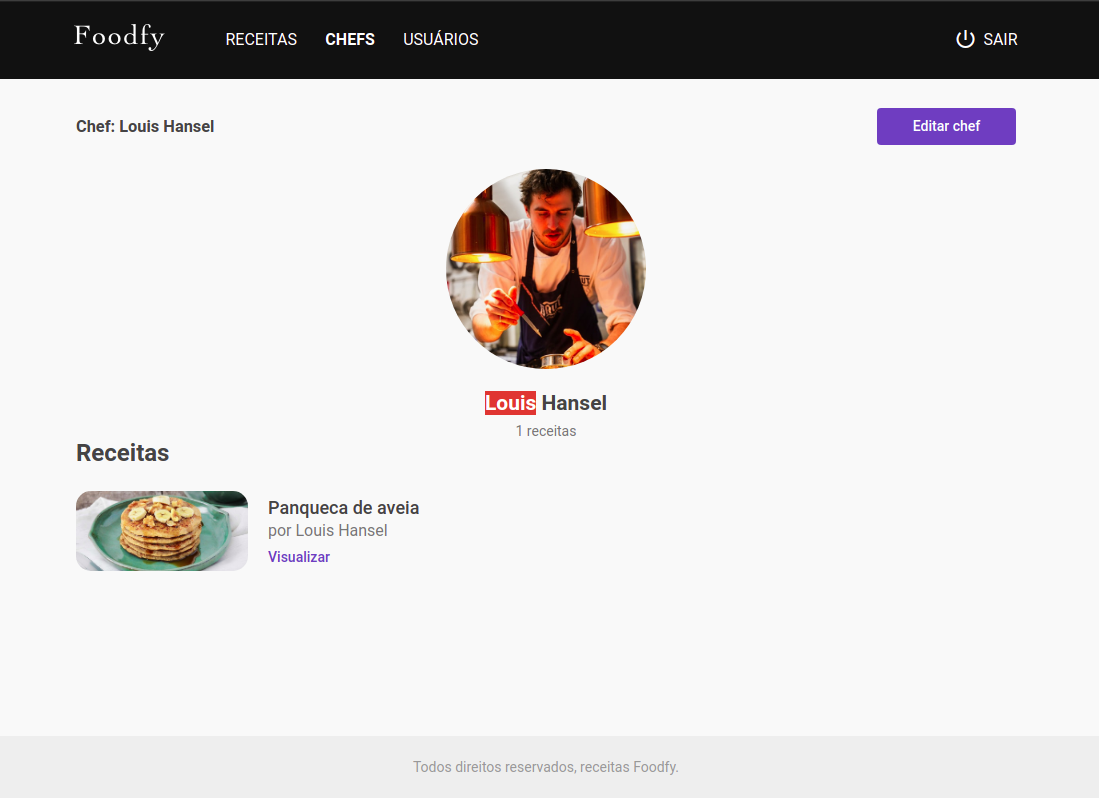 Foodfy
RECEITAS CHEFS USUÁRIOS SAIR
Chef: Louis Hansel
Editar chef
Louis Hansel
1 receitas
Receitas
Panqueca de aveia
por Louis Hansel
Visualizar
Todos direitos reservados, receitas Foodfy.